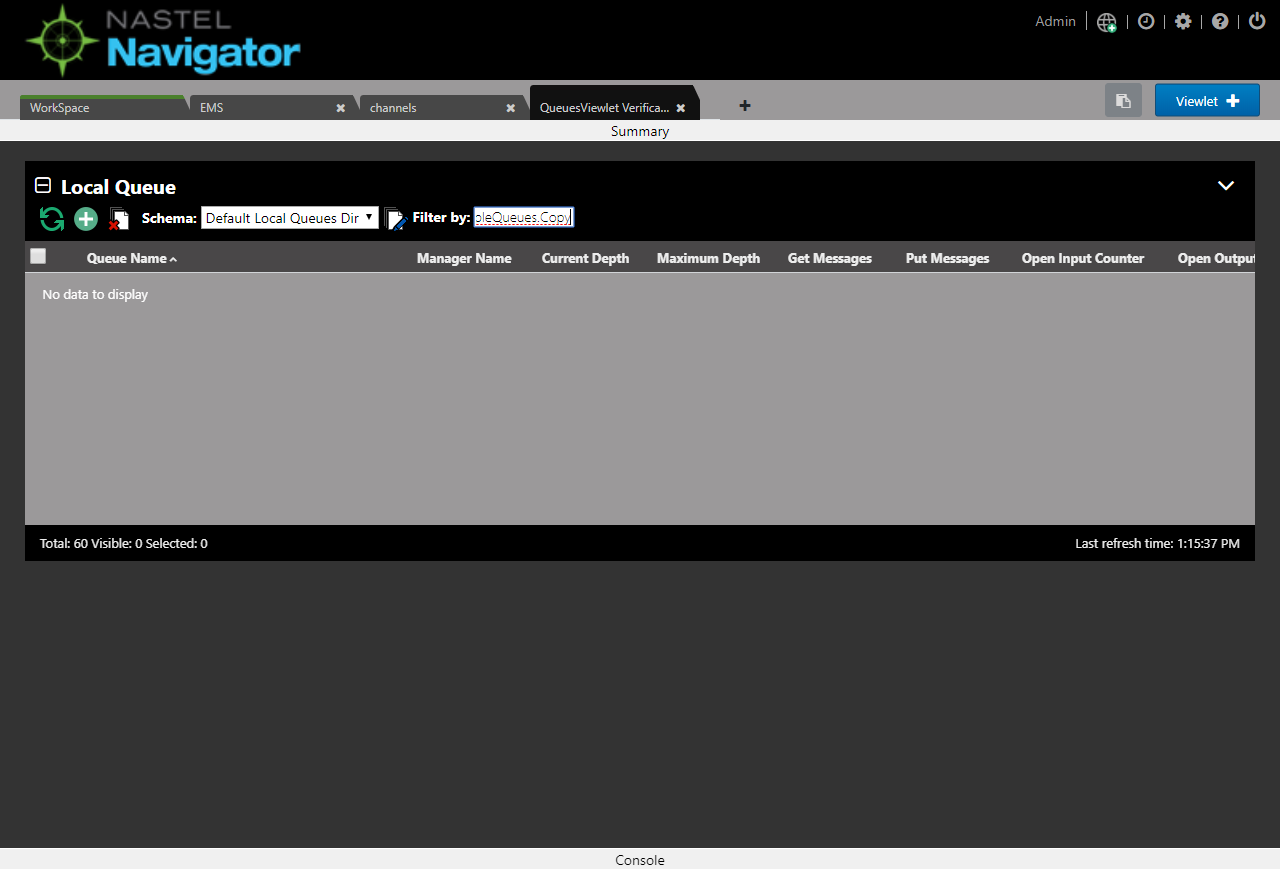 NASTEL
Navigator
Admin
WorkSpace
EMS
channels
QueuesViewlet Verifica...
Viewlet
Summary
Local Queue
Schema: Default Local Queues Dir Filter by: oleQueues.Copy
Queue Name Manager Name Current Depth Maximum Depth Get Messages Put Messages Open Input Counter Open Output
No data to display
Total: 60 Visible: 0 Selected: 0
Last refresh time: 1:15:37 PM
Console